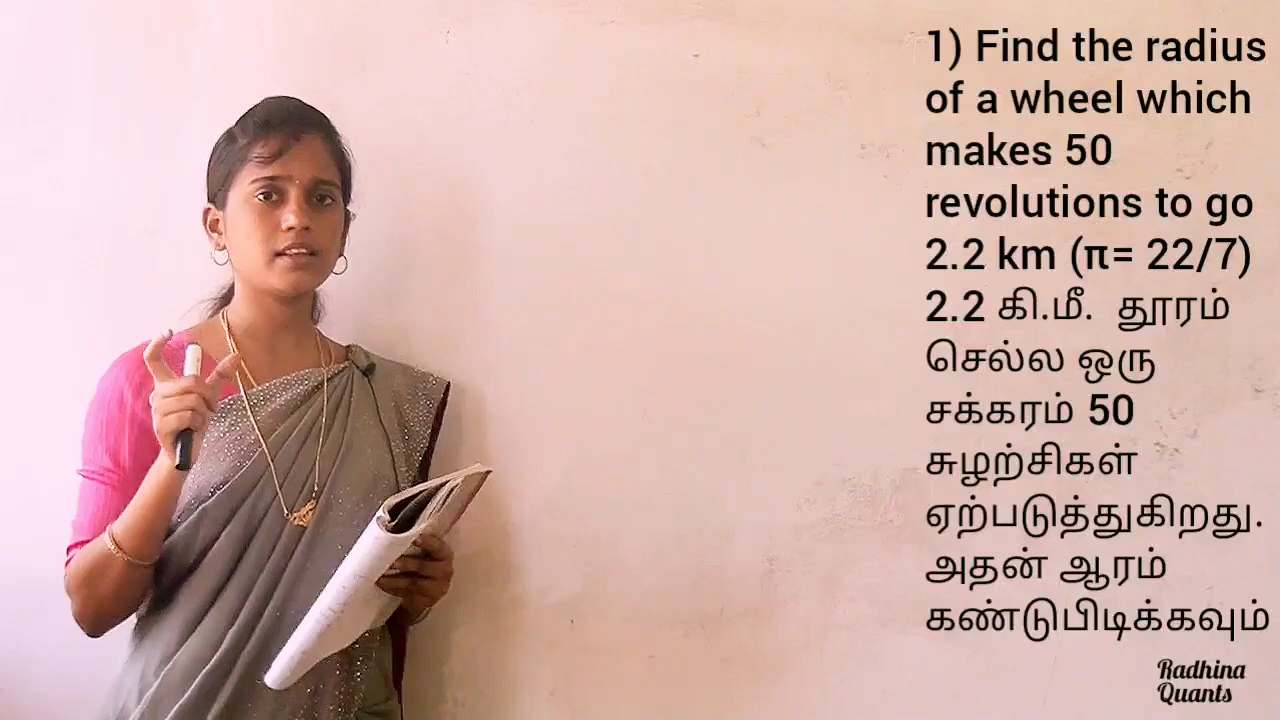 1) Find the radius
of a wheel which
makes 50
revolutions to go
2.2 km (π= 22/7)
2.2 கி.மீ. தூரம்
செல்ல ஒரு
சக்கரம் 50
சுழற்சிகள்
ஏற்படுத்துகிறது.
அதன் ஆரம்
கண்டுபிடிக்கவும்
Radhina
Quants